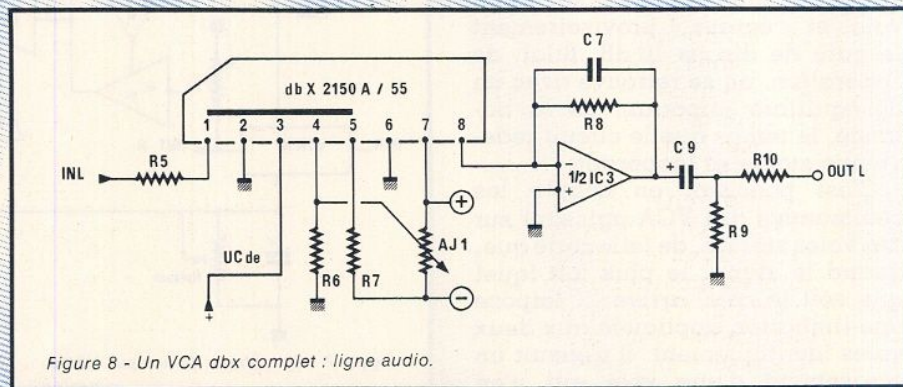 dbX 2150 A / 55
1 2 3 4 5 6 7 8
INL
R5
UCde
+
R6
R7
AJ1
+
−
C7
R8
−
+
1/2 IC3
C9
+
R10
R9
OUT L
Figure 8 - Un VCA dbx complet : ligne audio.